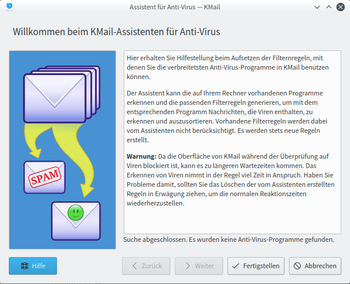 Assistent für Anti-Virus — KMail
Willkommen beim KMail-Assistenten für Anti-Virus
Hier erhalten Sie Hilfestellung beim Aufsetzen der Filterregeln, mit
denen Sie die verbreitetsten Anti-Virus-Programme in KMail benutzen
können.
Der Assistent kann die auf Ihrem Rechner vorhandenen Programme
erkennen und die passenden Filterregeln generieren, um mit dem
entsprechenden Programm Nachrichten, die Viren enthalten, zu
erkennen und auszusortieren. Vorhandene Filterregeln werden dabei
vom Assistenten nicht berücksichtigt. Es werden stets neue Regeln
erstellt.
Warnung: Da die Oberfläche von KMail während der Überprüfung auf
Viren blockiert ist, kann es zu längeren Wartezeiten kommen. Das
Erkennen von Viren nimmt in der Regel viel Zeit in Anspruch. Haben Sie
Probleme damit, sollten Sie das Löschen der vom Assistenten erstellten
Regeln in Erwägung ziehen, um die normalen Reaktionszeiten
wiederherzustellen.
SPAM
Suche abgeschlossen. Es wurden keine Anti-Virus-Programme gefunden.
Hilfe
< Zurück
> Weiter
Fertigstellen
Abbrechen